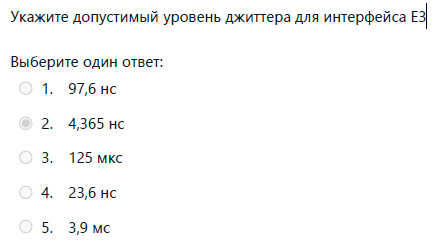 Укажите допустимый уровень джиттера для интерфейса E3
Выберите один ответ:
1. 97,6 нс
2. 4,365 нс
3. 125 мкс
4. 23,6 нс
5. 3,9 мс